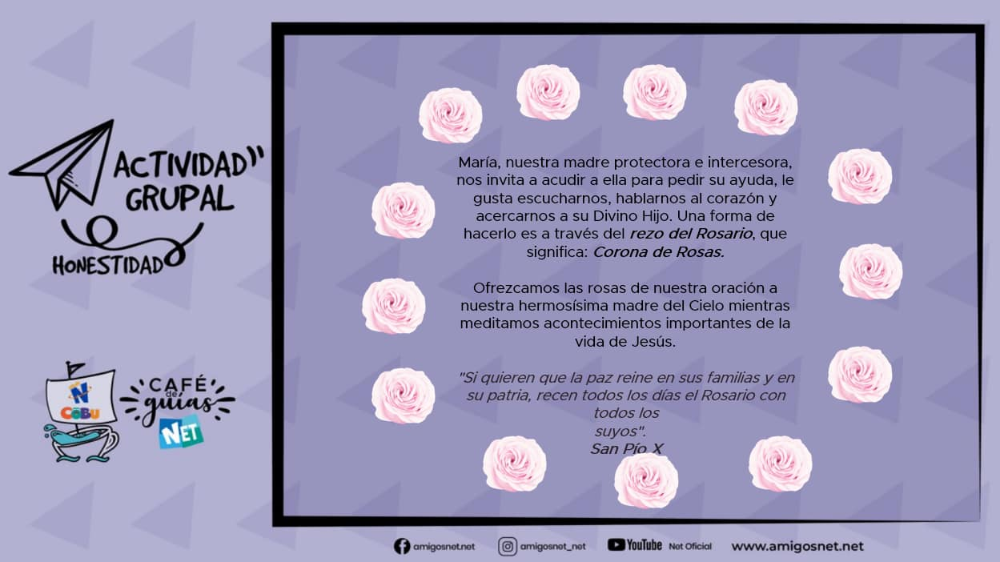 ACTIVIDAD
GRUPAL
HONESTIDAD
N
CoBu
CAFÉ
de
guías
NET
María, nuestra madre protectora e intercesora,
nos invita a acudir a ella para pedir su ayuda, le
gusta escucharnos, hablarnos al corazón y
acercarnos a su Divino Hijo. Una forma de
hacerlo es a través del rezo del Rosario, que
significa: Corona de Rosas.
Ofrezcamos las rosas de nuestra oración a
nuestra hermosísima madre del Cielo mientras
meditamos acontecimientos importantes de la
vida de Jesús.
"Si quieren que la paz reine en sus familias y en
su patria, recen todos los días el Rosario con
todos los
suyos".
San Pío X
amigosnet.net
amigosnet_net
YouTube Net Oficial
www.amigosnet.net